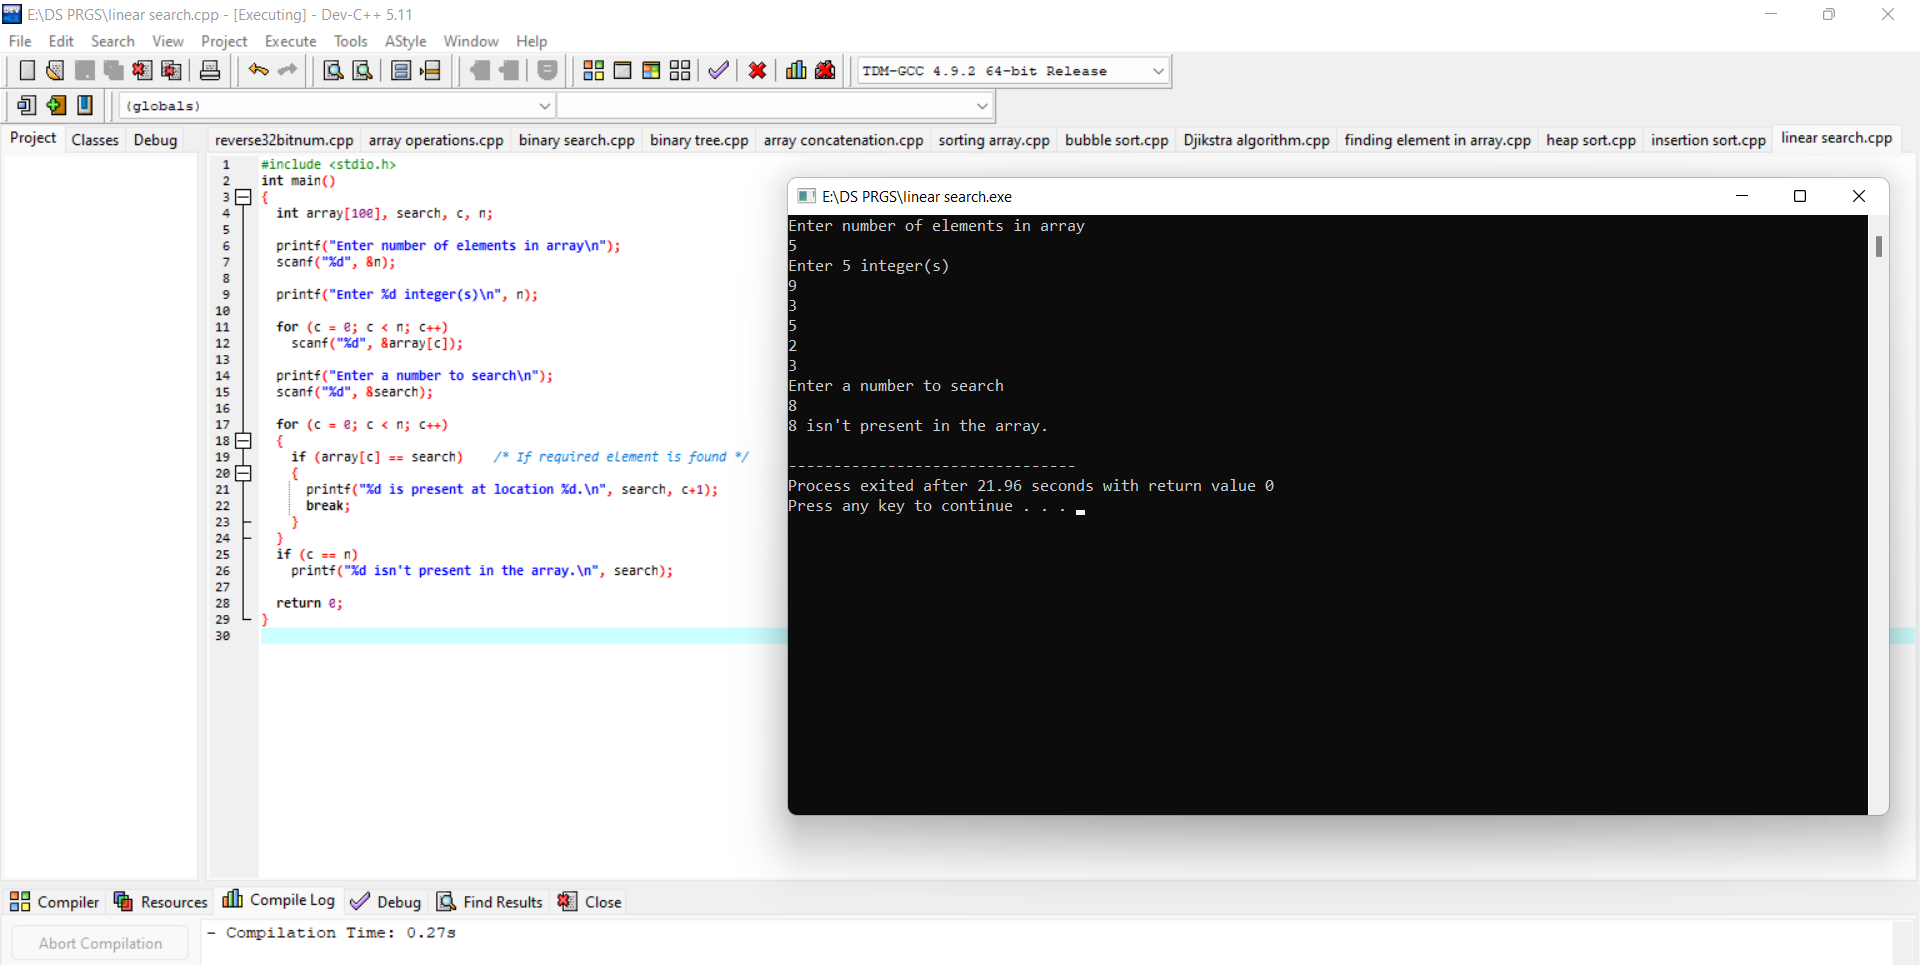 E:\DS PRGS\linear search.cpp - [Executing] - Dev-C++ 5.11
File Edit Search View Project Execute Tools AStyle Window Help
TDM-GCC 4.9.2 64-bit Release
(globals)
Project Classes Debug
reverse32bitnum.cpp array operations.cpp binary search.cpp binary tree.cpp array concatenation.cpp sorting array.cpp bubble sort.cpp Djikstra algorithm.cpp finding element in array.cpp heap sort.cpp insertion sort.cpp linear search.cpp
1 #include <stdio.h>
2 int main()
3 {
4 int array[100], search, c, n;
5
6 printf("Enter number of elements in array\n");
7 scanf("%d", &n);
8
9 printf("Enter %d integer(s)\n", n);
10
11 for (c = 0; c < n; c++)
12 scanf("%d", &array[c]);
13
14 printf("Enter a number to search\n");
15 scanf("%d", &search);
16
17 for (c = 0; c < n; c++)
18 {
19 if (array[c] == search) /* If required element is found */
20 {
21 printf("%d is present at location %d.\n", search, c+1);
22 break;
23 }
24 }
25 if (c == n)
26 printf("%d isn't present in the array.\n", search);
27
28 return 0;
29 }
30
E:\DS PRGS\linear search.exe
Enter number of elements in array
5
Enter 5 integer(s)
9
3
5
2
3
Enter a number to search
8
8 isn't present in the array.
--------------------------------
Process exited after 21.96 seconds with return value 0
Press any key to continue . . .
Compiler Resources Compile Log Debug Find Results Close
Abort Compilation
- Compilation Time: 0.27s